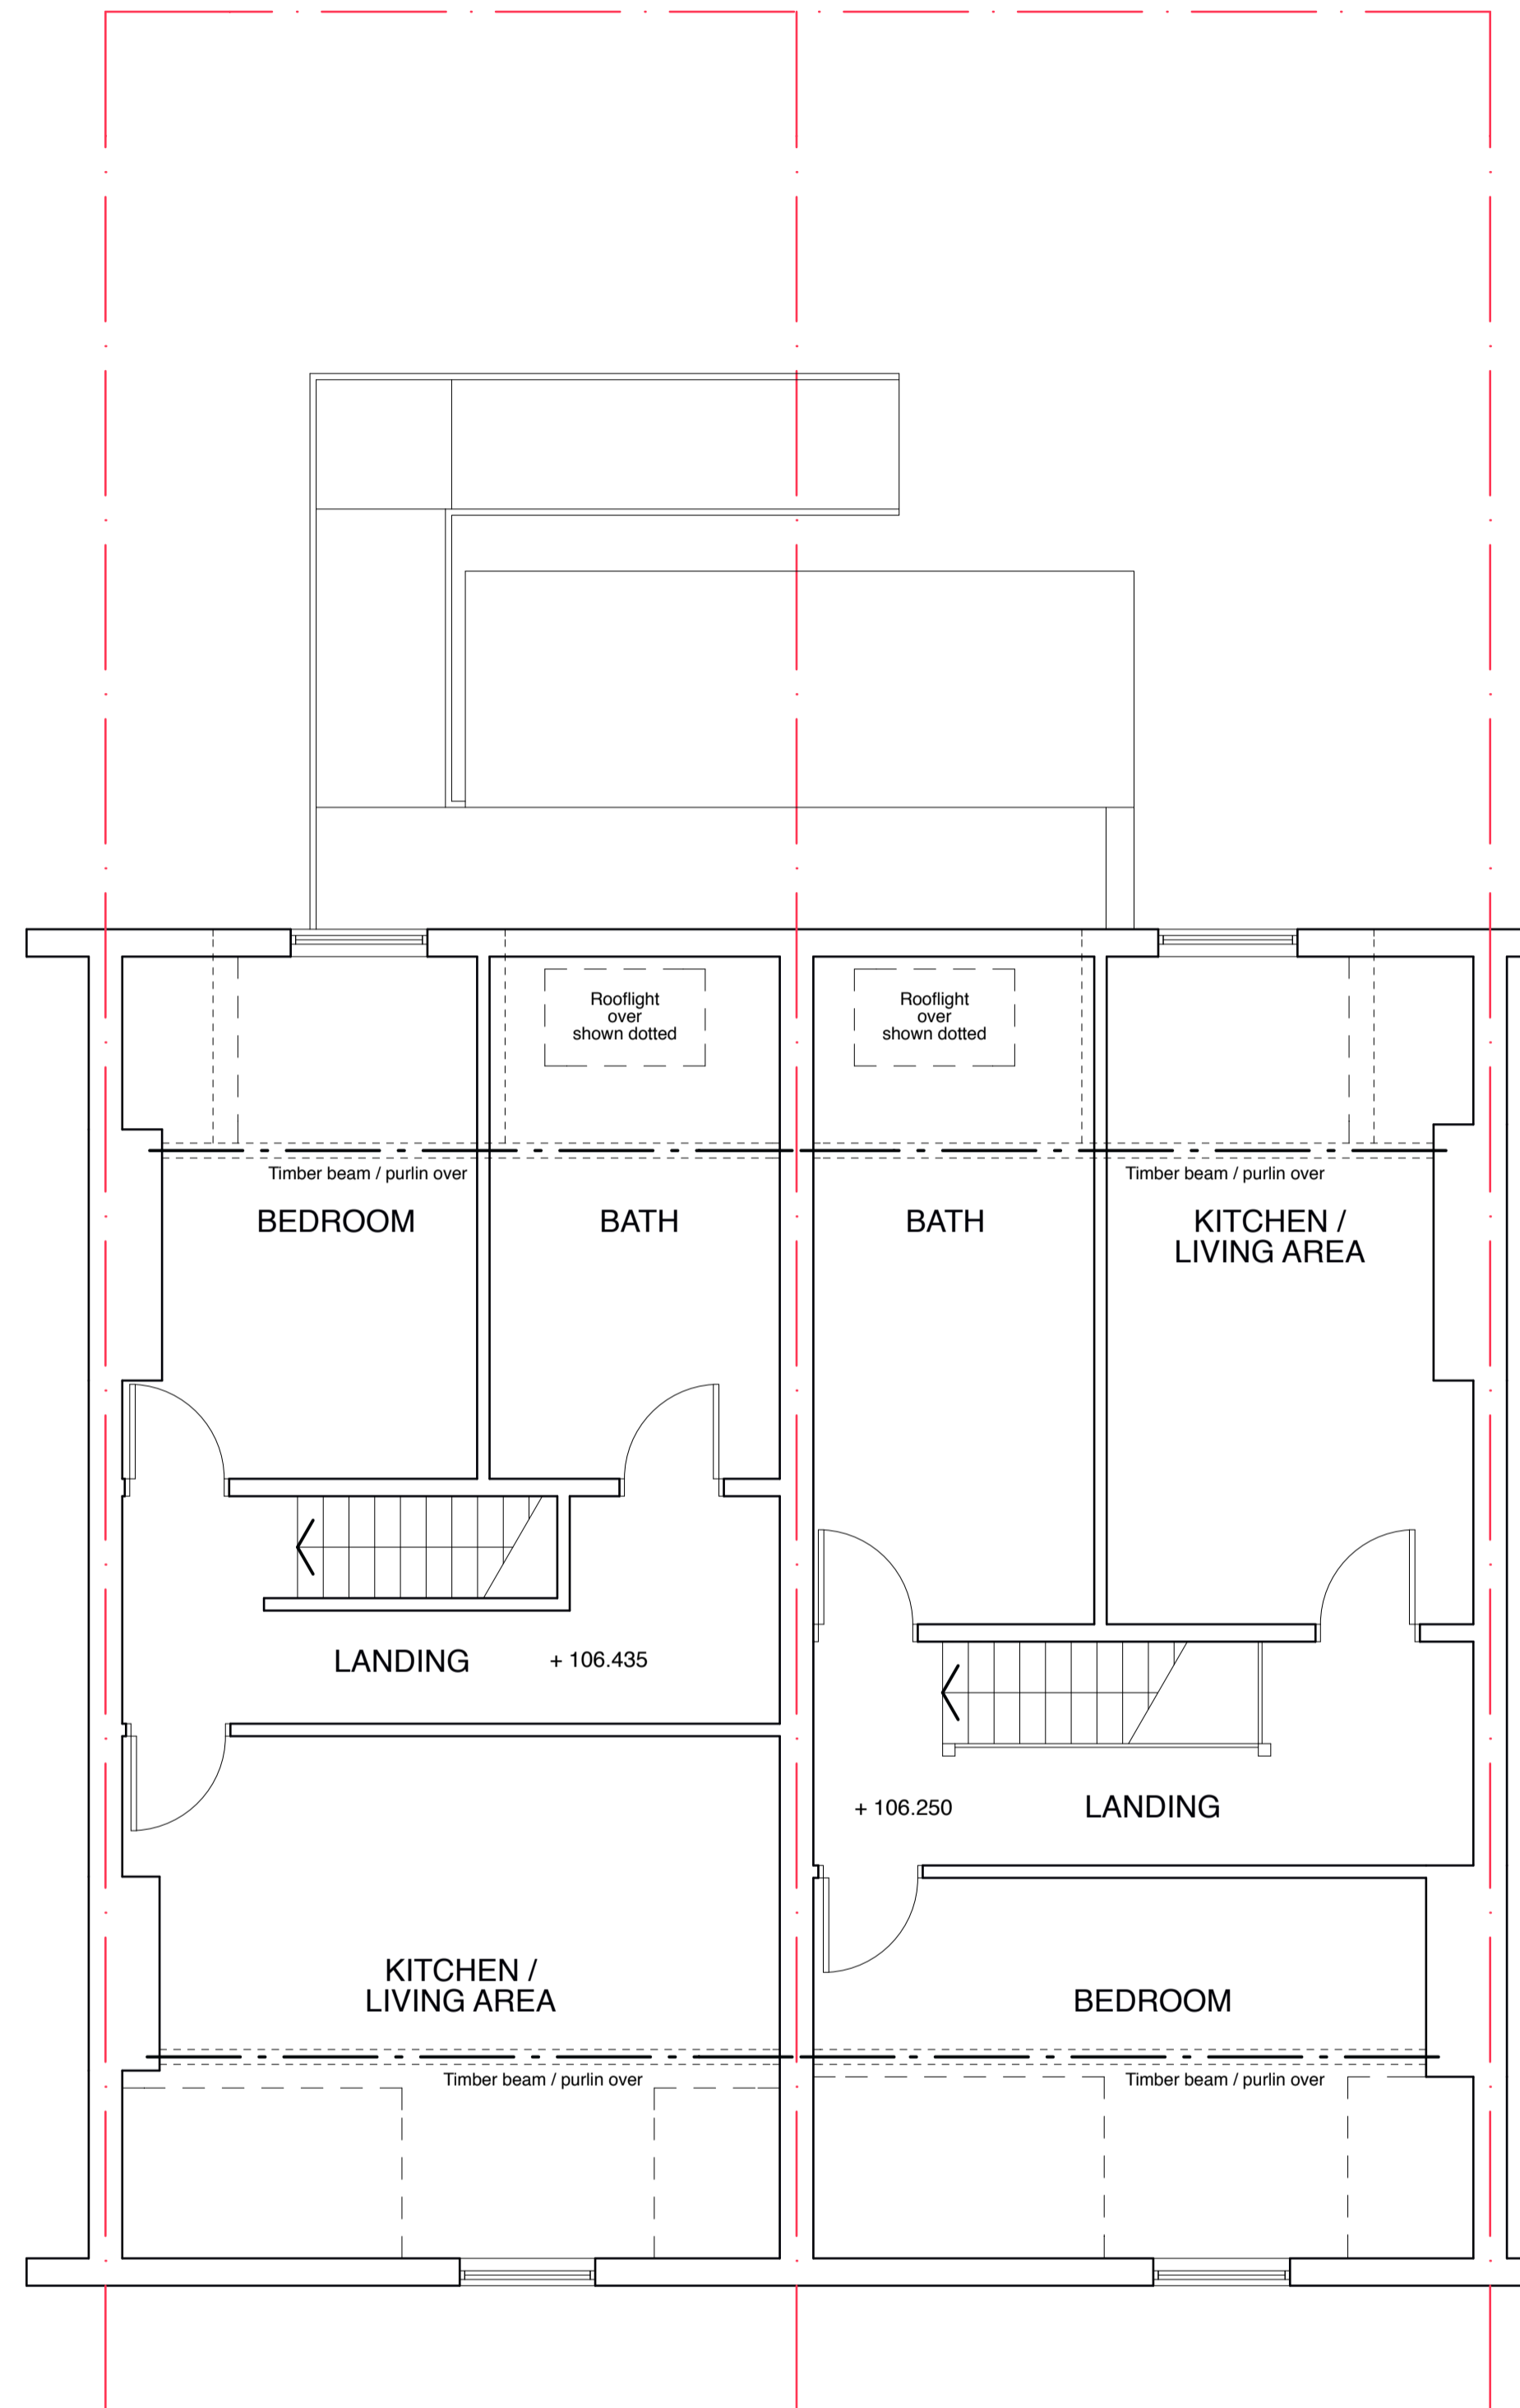 Rooflight
over
shown dotted
Rooflight
over
shown dotted
Timber beam / purlin over
Timber beam / purlin over
BEDROOM
BATH
BATH
KITCHEN /
LIVING AREA
LANDING
+ 106.435
+ 106.250
LANDING
KITCHEN /
LIVING AREA
BEDROOM
Timber beam / purlin over
Timber beam / purlin over